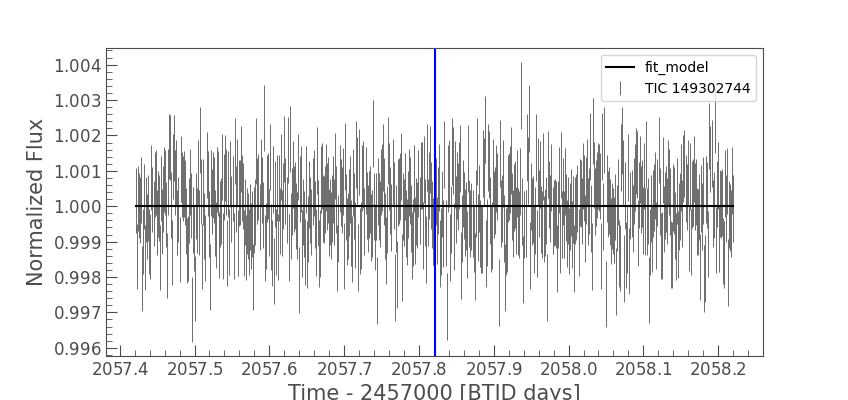 1.004
1.003
1.002
1.001
1.000
0.999
0.998
0.997
0.996
Normalized Flux
fit_model
TIC 149302744
2057.4 2057.5 2057.6 2057.7 2057.8 2057.9 2058.0 2058.1 2058.2
Time - 2457000 [BTJD days]